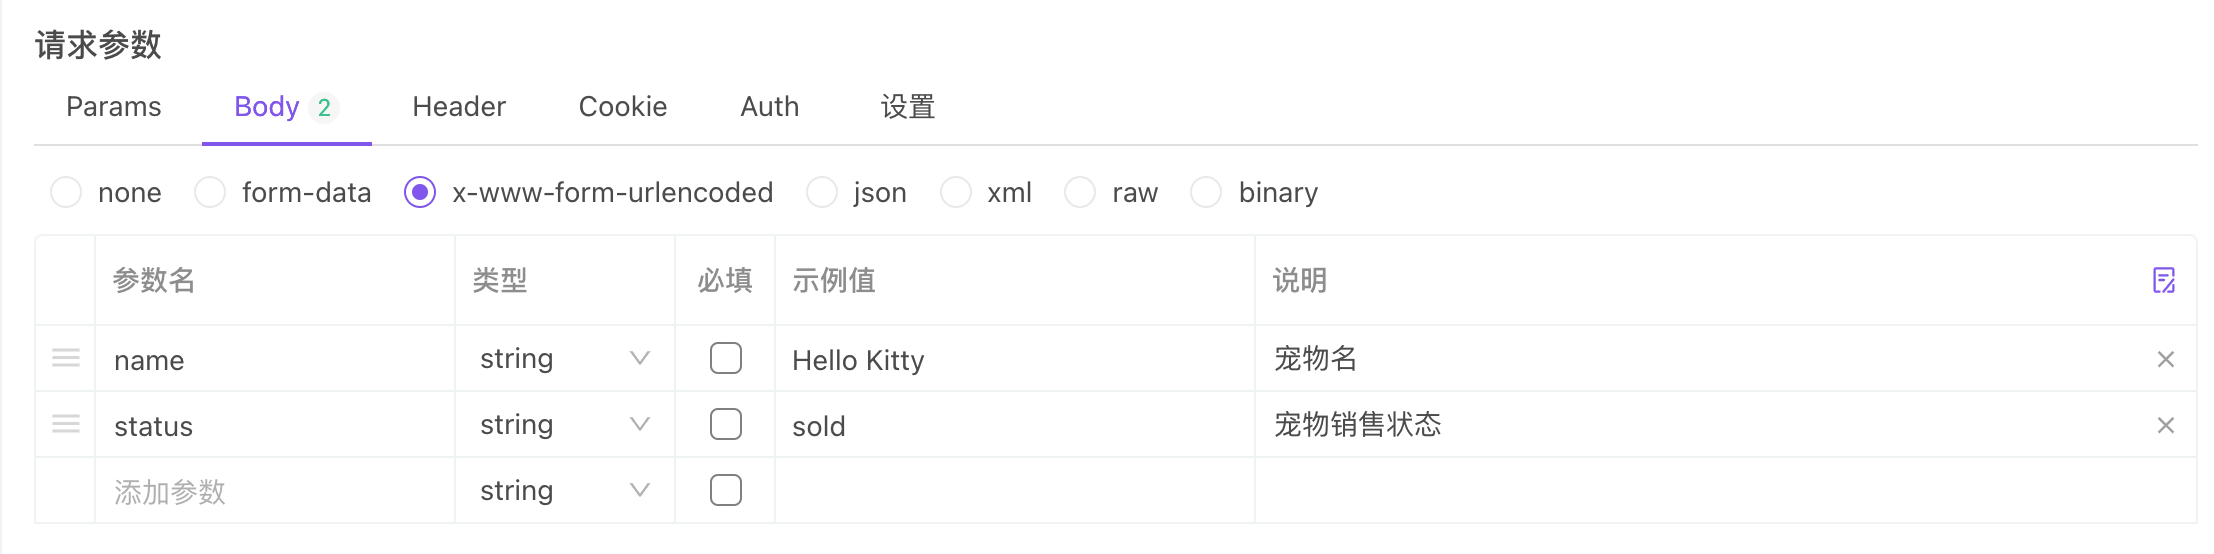 请求参数
Params Body 2 Header Cookie Auth 设置
none form-data x-www-form-urlencoded json xml raw binary
参数名 类型 必填 示例值 说明
name string Hello Kitty 宠物名
status string sold 宠物销售状态
添加参数 string